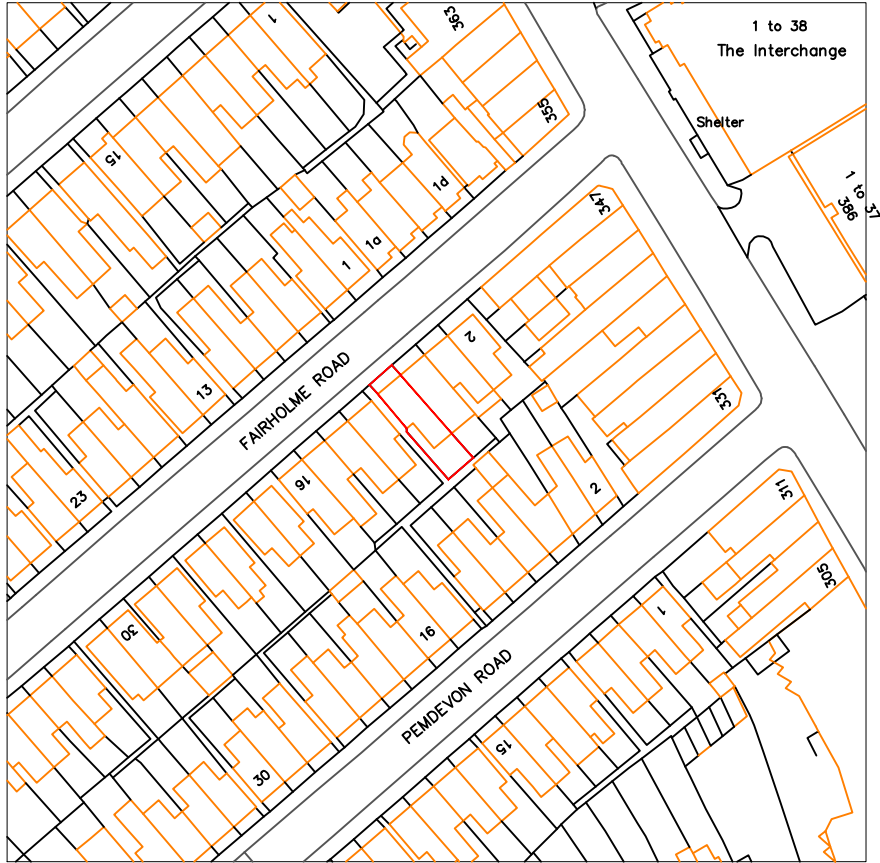 363
1 to 38
The Interchange
1
355
Shelter
15
1d
1 to 37
386
347
1a
1
2
FAIRHOLME ROAD
13
331
23
16
2
311
305
30
16
1
PEMDEVON ROAD
15
30